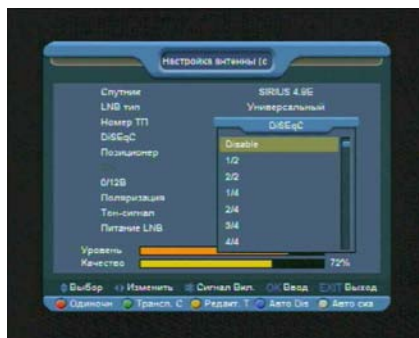 Настройка антенны (с
Спутник SIRIUS 4.8E
LNB тип Универсальный
Номер ТП
DiSEqC
Позиционер
0/12В
Поляризация
Тон-сигнал
Питание LNB
DiSEqC
Disable
1/2
2/2
1/4
2/4
3/4
4/4
Уровень
Качество 72%
Выбор Изменить Сигнал Вкл. OK Ввод EXIT Выход
Одиночн Трансп. С Редакт. Т Авто Dis Авто ска